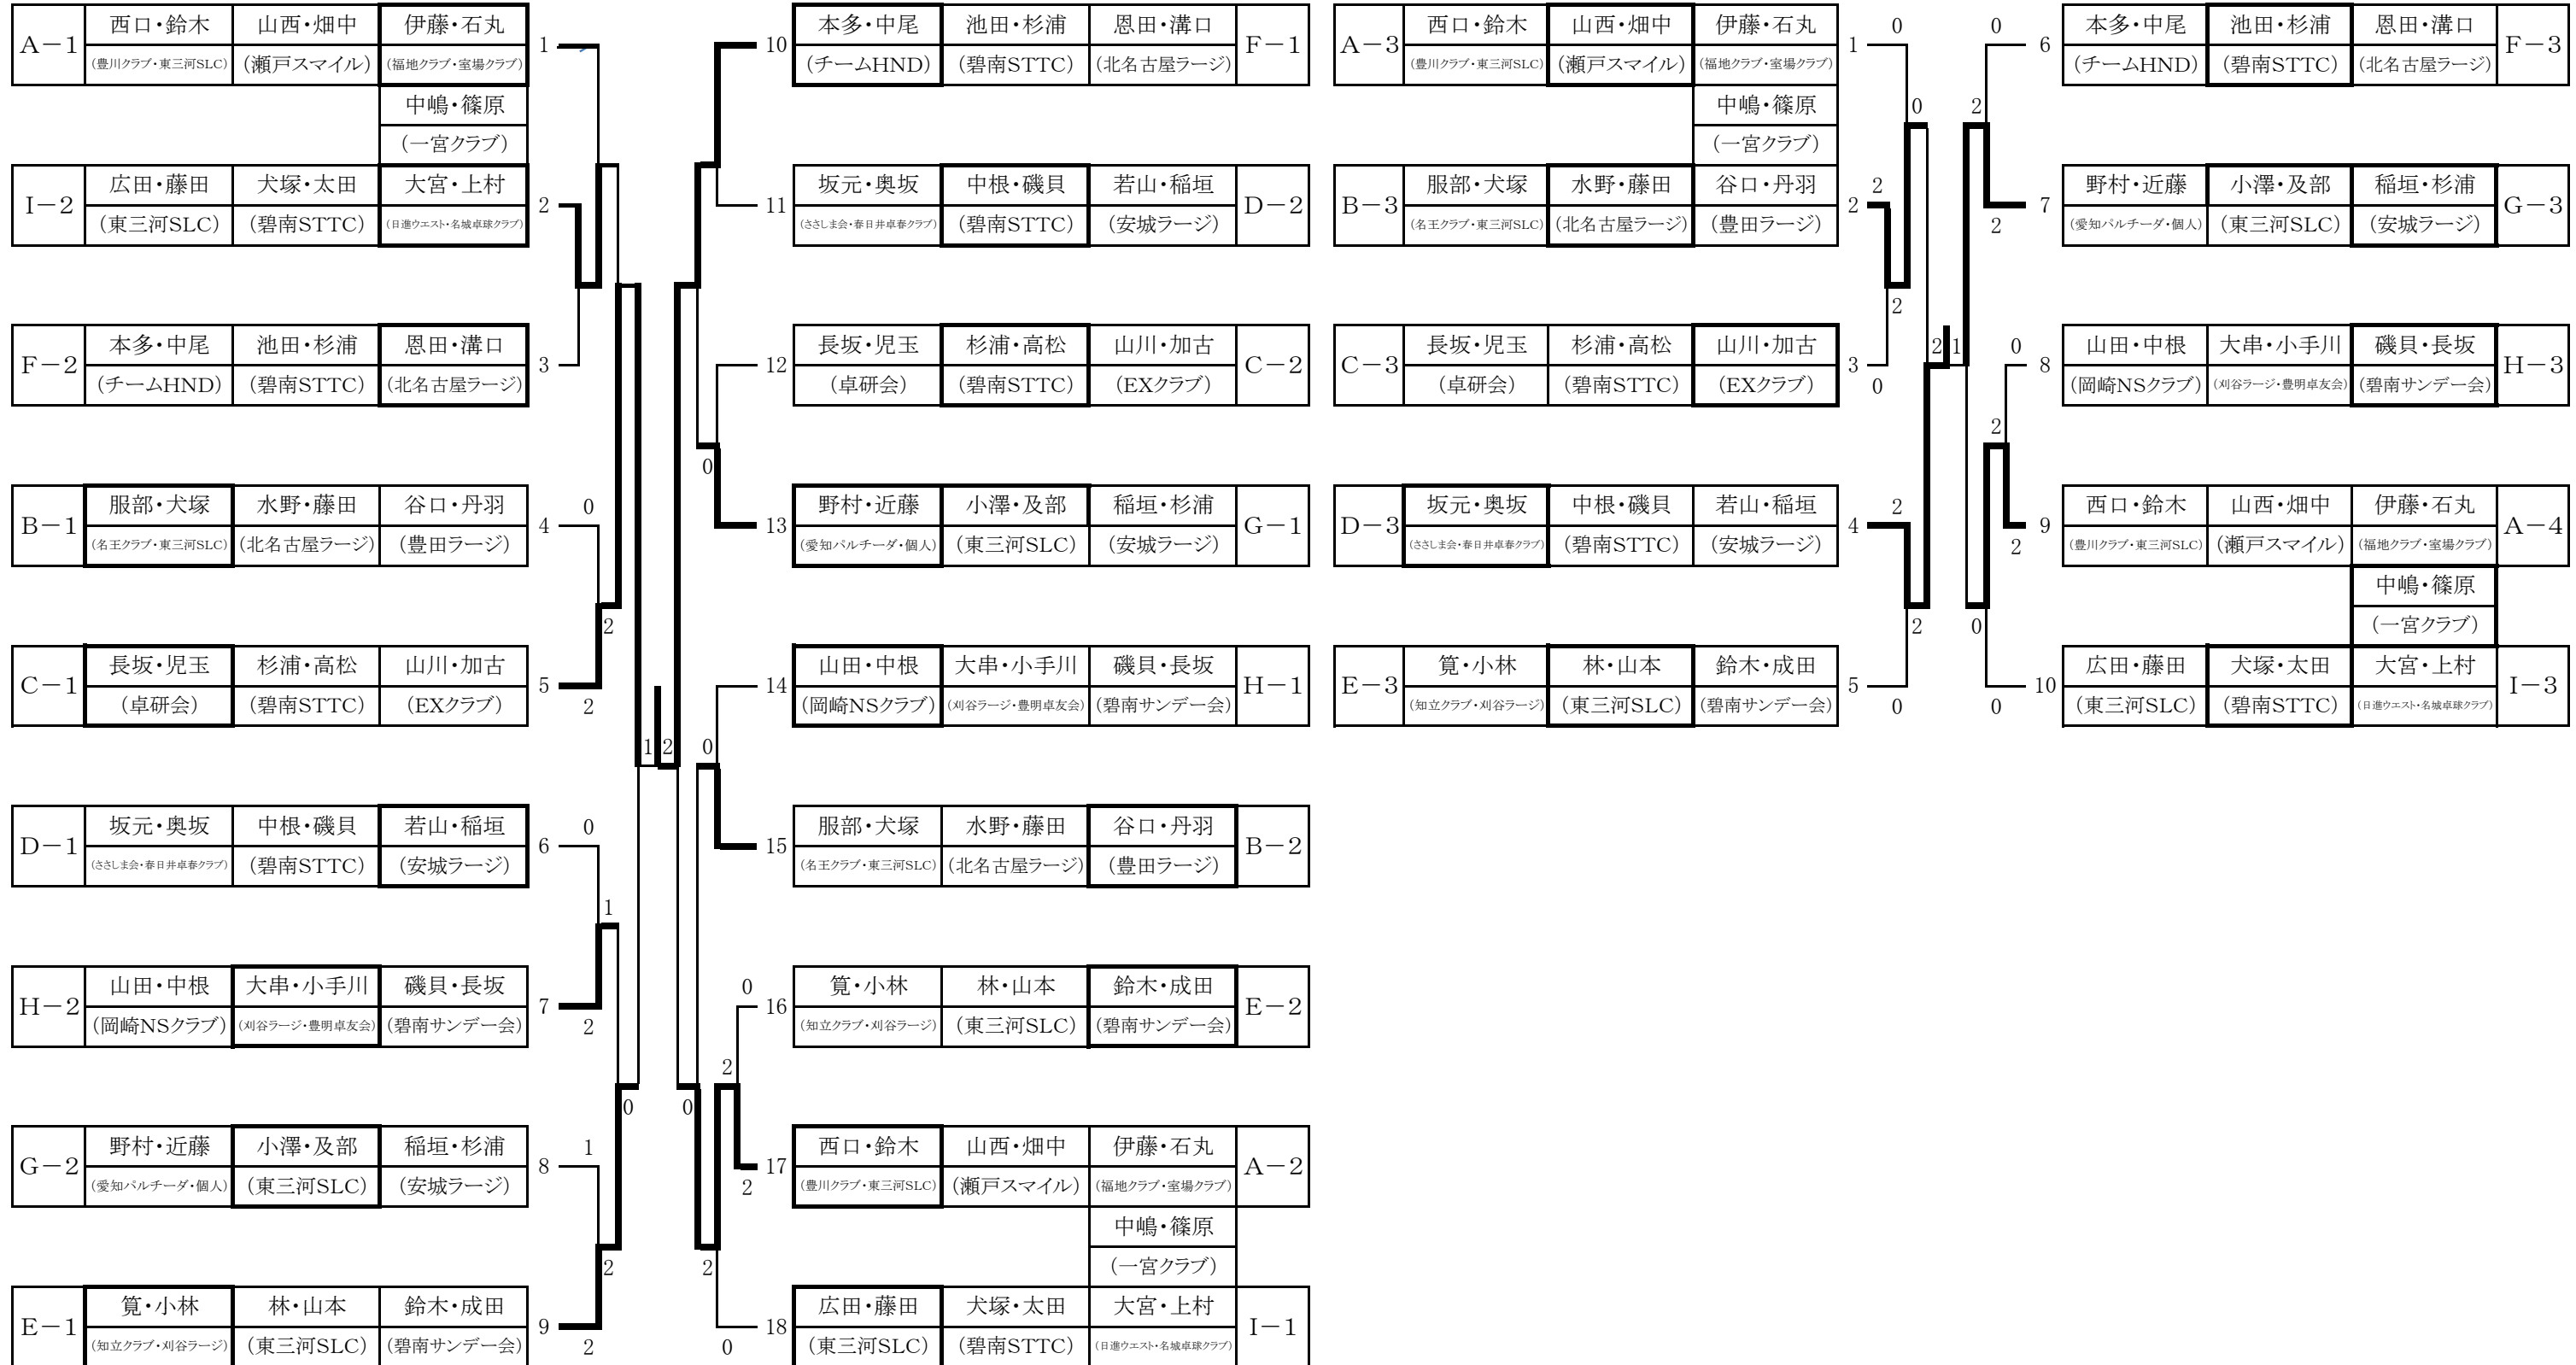 A－1 西口・鈴木 山西・畑中 伊藤・石丸 1
(豊川クラブ・東三河SLC) (瀬戸スマイル) (福地クラブ・室場クラブ)
中嶋・篠原
(一宮クラブ)
I－2 広田・藤田 犬塚・太田 大宮・上村 2
(東三河SLC) (碧南STTC) (日進ウエスト・名城卓球クラブ)
F－2 本多・中尾 池田・杉浦 恩田・溝口 3
(チームHND) (碧南STTC) (北名古屋ラージ)
B－1 服部・犬塚 水野・藤田 谷口・丹羽 4 0
(名王クラブ・東三河SLC) (北名古屋ラージ) (豊田ラージ)
2
C－1 長坂・児玉 杉浦・高松 山川・加古 5
(卓研会) (碧南STTC) (EXクラブ) 2
1 2
D－1 坂元・奥坂 中根・磯貝 若山・稲垣 6 0
(ささしま会・春日井卓春クラブ) (碧南STTC) (安城ラージ)
1
H－2 山田・中根 大串・小手川 磯貝・長坂 7
(岡崎NSクラブ) (刈谷ラージ・豊明卓友会) (碧南サンデー会) 2
0
G－2 野村・近藤 小澤・及部 稲垣・杉浦 8 1
(愛知パルチーダ・個人) (東三河SLC) (安城ラージ)
2
E－1 筧・小林 林・山本 鈴木・成田 9
(知立クラブ・刈谷ラージ) (東三河SLC) (碧南サンデー会) 2
10 本多・中尾 池田・杉浦 恩田・溝口 F－1
(チームHND) (碧南STTC) (北名古屋ラージ)
11 坂元・奥坂 中根・磯貝 若山・稲垣 D－2
(ささしま会・春日井卓春クラブ) (碧南STTC) (安城ラージ)
12 長坂・児玉 杉浦・高松 山川・加古 C－2
(卓研会) (碧南STTC) (EXクラブ)
0
13 野村・近藤 小澤・及部 稲垣・杉浦 G－1
(愛知パルチーダ・個人) (東三河SLC) (安城ラージ)
14 山田・中根 大串・小手川 磯貝・長坂 H－1
(岡崎NSクラブ) (刈谷ラージ・豊明卓友会) (碧南サンデー会)
0
15 服部・犬塚 水野・藤田 谷口・丹羽 B－2
(名王クラブ・東三河SLC) (北名古屋ラージ) (豊田ラージ)
0 16 筧・小林 林・山本 鈴木・成田 E－2
(知立クラブ・刈谷ラージ) (東三河SLC) (碧南サンデー会)
2
0
17 西口・鈴木 山西・畑中 伊藤・石丸 A－2
2 (豊川クラブ・東三河SLC) (瀬戸スマイル) (福地クラブ・室場クラブ)
中嶋・篠原
2 (一宮クラブ)
18 広田・藤田 犬塚・太田 大宮・上村 I－1
0 (東三河SLC) (碧南STTC) (日進ウエスト・名城卓球クラブ)
A－3 西口・鈴木 山西・畑中 伊藤・石丸 1 0
(豊川クラブ・東三河SLC) (瀬戸スマイル) (福地クラブ・室場クラブ)
中嶋・篠原 0
(一宮クラブ)
B－3 服部・犬塚 水野・藤田 谷口・丹羽 2 2
(名王クラブ・東三河SLC) (北名古屋ラージ) (豊田ラージ)
2
C－3 長坂・児玉 杉浦・高松 山川・加古 3
(卓研会) (碧南STTC) (EXクラブ) 0
2 1
D－3 坂元・奥坂 中根・磯貝 若山・稲垣 4 2
(ささしま会・春日井卓春クラブ) (碧南STTC) (安城ラージ)
2
E－3 筧・小林 林・山本 鈴木・成田 5
(知立クラブ・刈谷ラージ) (東三河SLC) (碧南サンデー会) 0
0 6 本多・中尾 池田・杉浦 恩田・溝口 F－3
(チームHND) (碧南STTC) (北名古屋ラージ)
2
7 野村・近藤 小澤・及部 稲垣・杉浦 G－3
2 (愛知パルチーダ・個人) (東三河SLC) (安城ラージ)
0 8 山田・中根 大串・小手川 磯貝・長坂 H－3
(岡崎NSクラブ) (刈谷ラージ・豊明卓友会) (碧南サンデー会)
2
9 西口・鈴木 山西・畑中 伊藤・石丸 A－4
2 (豊川クラブ・東三河SLC) (瀬戸スマイル) (福地クラブ・室場クラブ)
中嶋・篠原
0 (一宮クラブ)
10 広田・藤田 犬塚・太田 大宮・上村 I－3
0 (東三河SLC) (碧南STTC) (日進ウエスト・名城卓球クラブ)